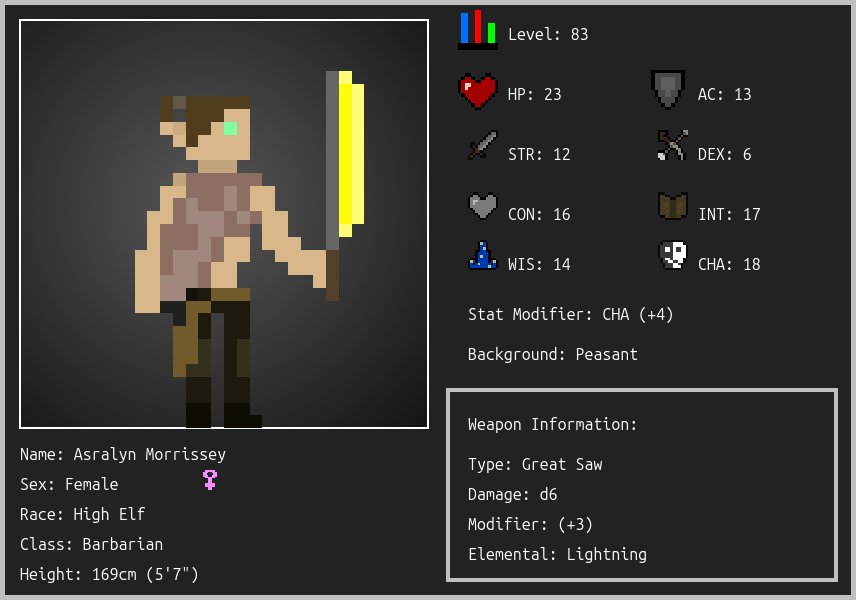 Level: 83
HP: 23
AC: 13
STR: 12
DEX: 6
CON: 16
INT: 17
WIS: 14
CHA: 18
Stat Modifier: CHA (+4)
Background: Peasant
Weapon Information:
Type: Great Saw
Damage: d6
Modifier: (+3)
Elemental: Lightning
Name: Asralyn Morrissey
Sex: Female
Race: High Elf
Class: Barbarian
Height: 169cm (5'7")